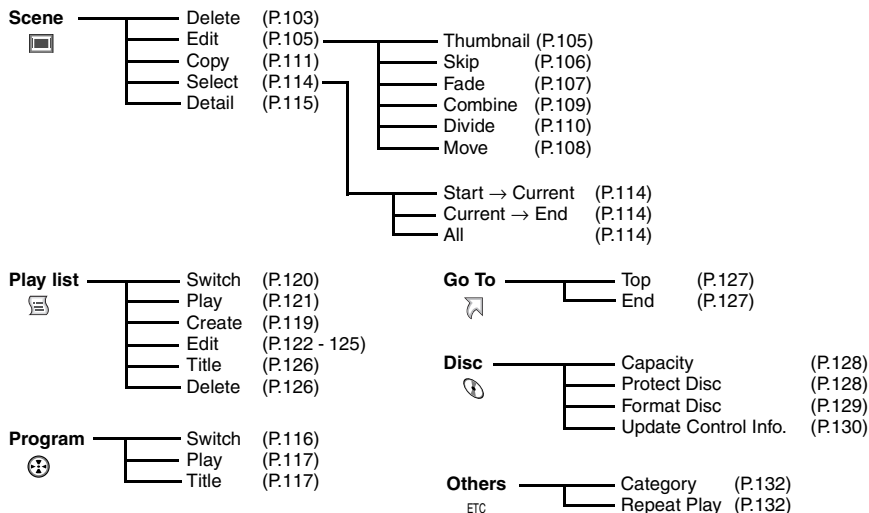 Scene Delete (P.103)
Edit (P.105) Thumbnail (P.105)
Copy (P.111) Skip (P.106)
Select (P.114) Fade (P.107)
Detail (P.115) Combine (P.109)
Divide (P.110)
Move (P.108)
Start → Current (P.114)
Current → End (P.114)
All (P.114)
Play list Switch (P.120)
Play (P.121)
Create (P.119)
Edit (P.122 - 125)
Title (P.126)
Delete (P.126)
Program Switch (P.116)
Play (P.117)
Title (P.117)
Go To Top (P.127)
End (P.127)
Disc Capacity (P.128)
Protect Disc (P.128)
Format Disc (P.129)
Update Control Info. (P.130)
Others Category (P.132)
ETC Repeat Play (P.132)